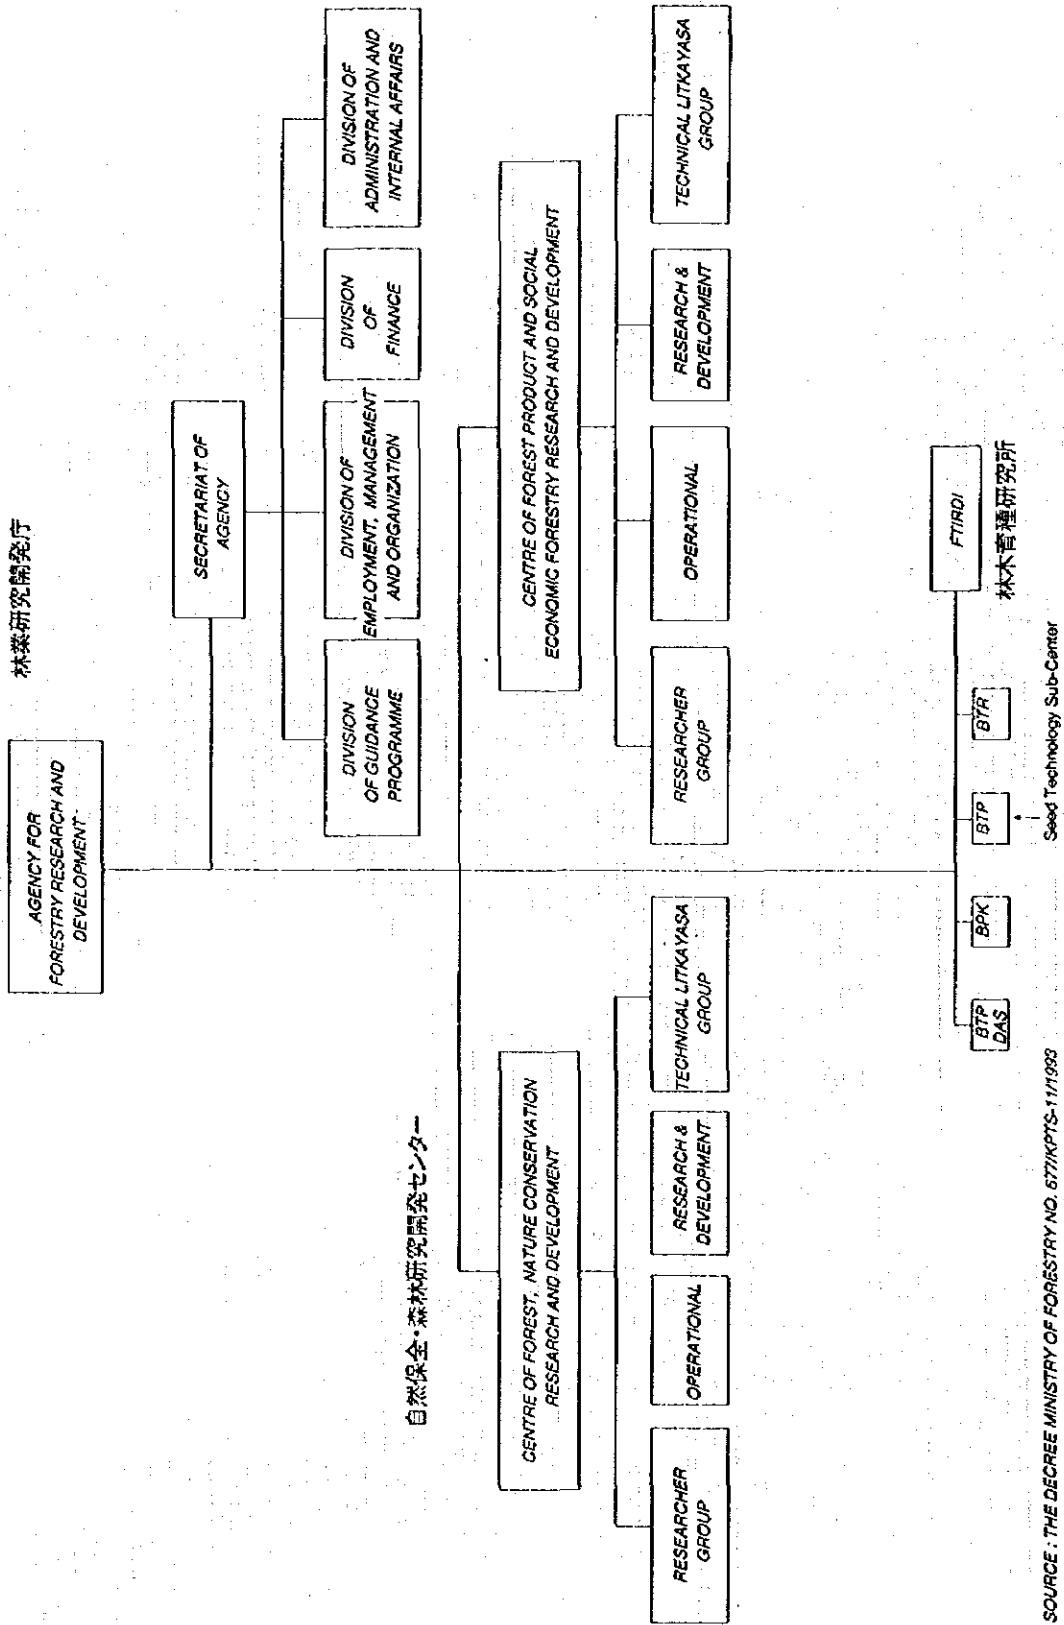 林業研究開発庁
AGENCY FOR
FORESTRY RESEARCH AND
DEVELOPMENT
SECRETARIAT OF
AGENCY
DIVISION
OF GUIDANCE
PROGRAMME
DIVISION OF
EMPLOYMENT, MANAGEMENT
AND ORGANIZATION
DIVISION
OF
FINANCE
DIVISION OF
ADMINISTRATION AND
INTERNAL AFFAIRS
自然保全・森林研究開発センター
CENTRE OF FOREST, NATURE CONSERVATION
RESEARCH AND DEVELOPMENT
CENTRE OF FOREST PRODUCT AND SOCIAL
ECONOMIC FORESTRY RESEARCH AND DEVELOPMENT
RESEARCHER
GROUP
OPERATIONAL
RESEARCH &
DEVELOPMENT
TECHNICAL LITKAYASA
GROUP
RESEARCHER
GROUP
OPERATIONAL
RESEARCH &
DEVELOPMENT
TECHNICAL LITKAYASA
GROUP
BTP
DAS
BPK
BTP
BTR
FTIRDI
林木育種研究所
Seed Technology Sub-Center
SOURCE : THE DECREE MINISTRY OF FORESTRY NO. 677/KPTS-11/1993